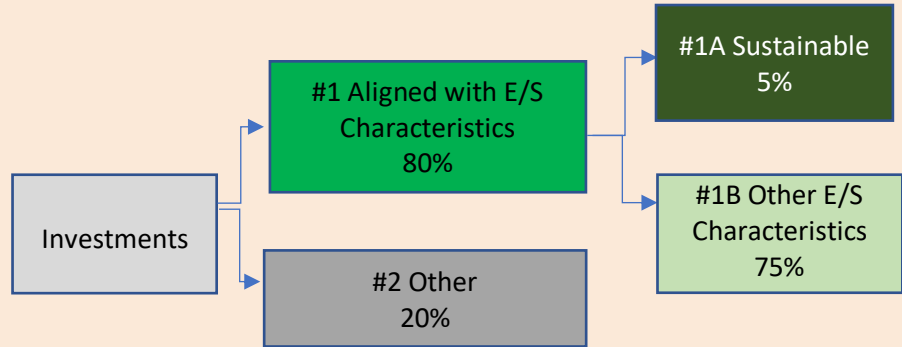 Investments
#1 Aligned with E/S
Characteristics
80%
#2 Other
20%
#1A Sustainable
5%
#1B Other E/S
Characteristics
75%